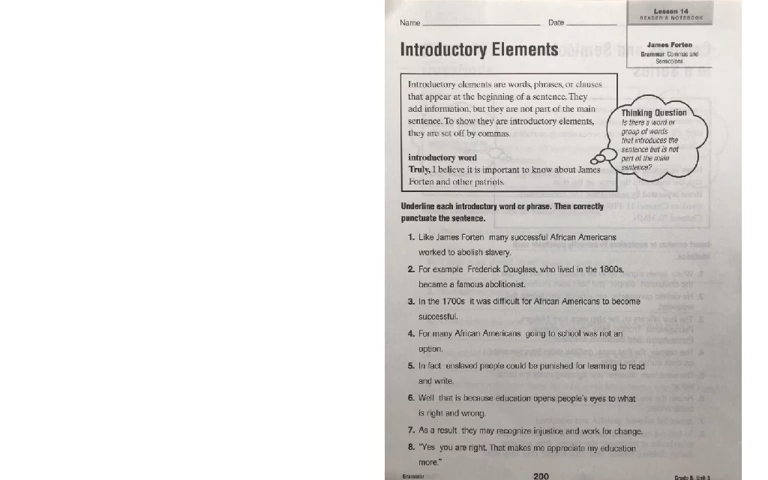 Lesson 14
READER'S NOTEBOOK
Name Date
Introductory Elements
James Forten
Grammar: Commas and
Semicolons
Introductory elements are words, phrases, or clauses
that appear at the beginning of a sentence. They
add information, but they are not part of the main
sentence. To show they are introductory elements,
they are set off by commas.
introductory word
Truly, I believe it is important to know about James
Forten and other patriots.
Thinking Question
Is there a word or
group of words
that introduces the
sentence but is not
part of the main
sentence?
Underline each introductory word or phrase. Then correctly
punctuate the sentence.
1. Like James Forten many successful African Americans
worked to abolish slavery.
2. For example Frederick Douglass, who lived in the 1800s,
became a famous abolitionist.
3. In the 1700s it was difficult for African Americans to become
successful.
4. For many African Americans going to school was not an
option.
5. In fact enslaved people could be punished for learning to read
and write.
6. Well that is because education opens people's eyes to what
is right and wrong.
7. As a result they may recognize injustice and work for change.
8. "Yes you are right. That makes me appreciate my education
more."
Grammar 200 Grade 5, Unit 3